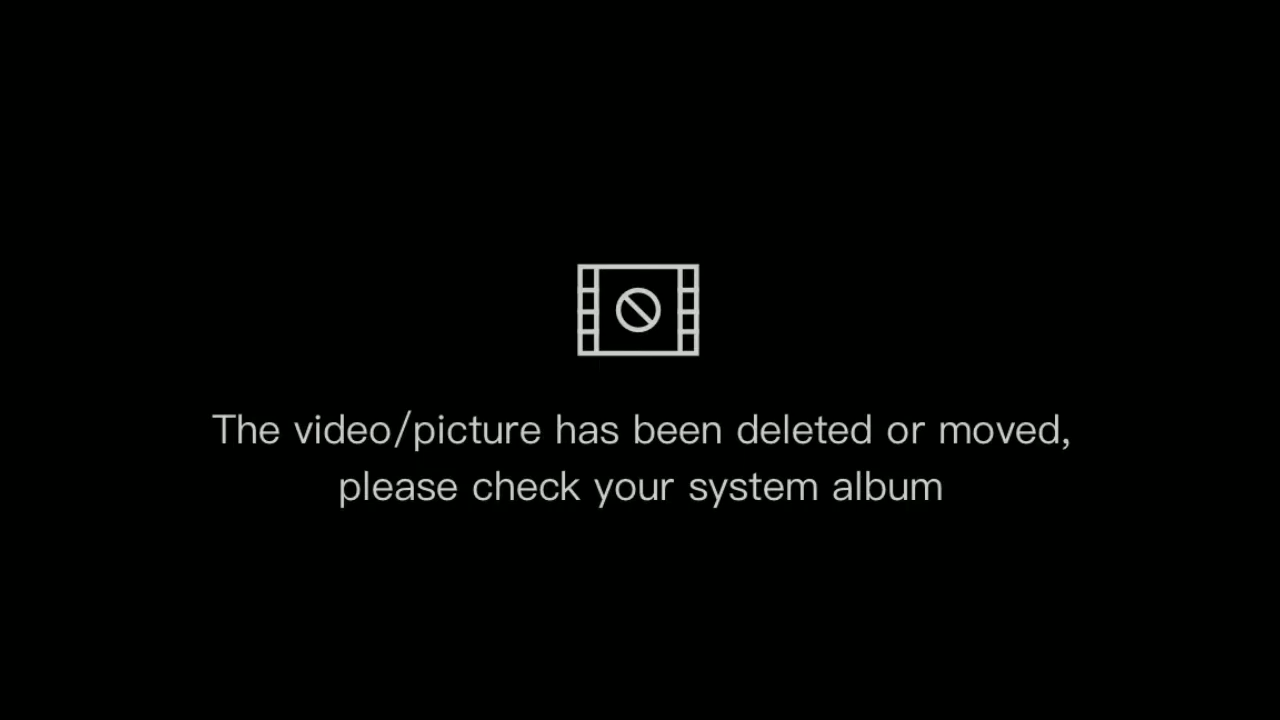 The video/picture has been deleted or moved,
please check your system album